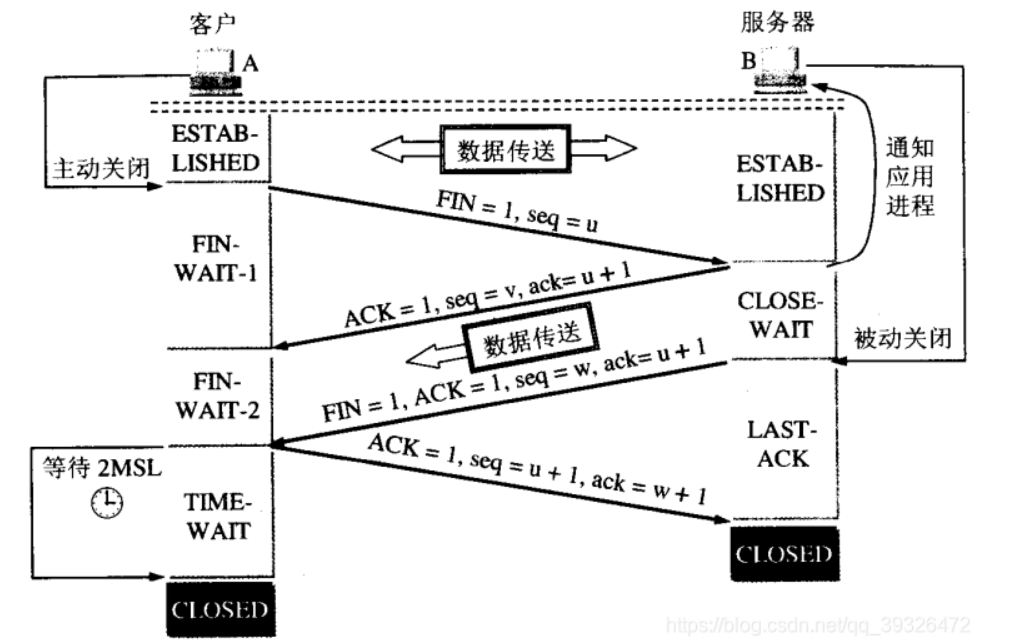 客户
服务器
A
B
ESTAB-
LISHED
数据传送
主动关闭
ESTAB-
LISHED
通知
应用
进程
FIN = 1, seq = u
FIN-
WAIT-1
ACK = 1, seq = v, ack= u + 1
CLOSE-
WAIT
数据传送
被动关闭
FIN-
WAIT-2
FIN = 1, ACK = 1, seq = w, ack= u + 1
LAST-
ACK
ACK = 1, seq = u + 1, ack = w + 1
等待 2MSL
TIME-
WAIT
CLOSED
CLOSED
https://blog.csdn.net/qq_39326472